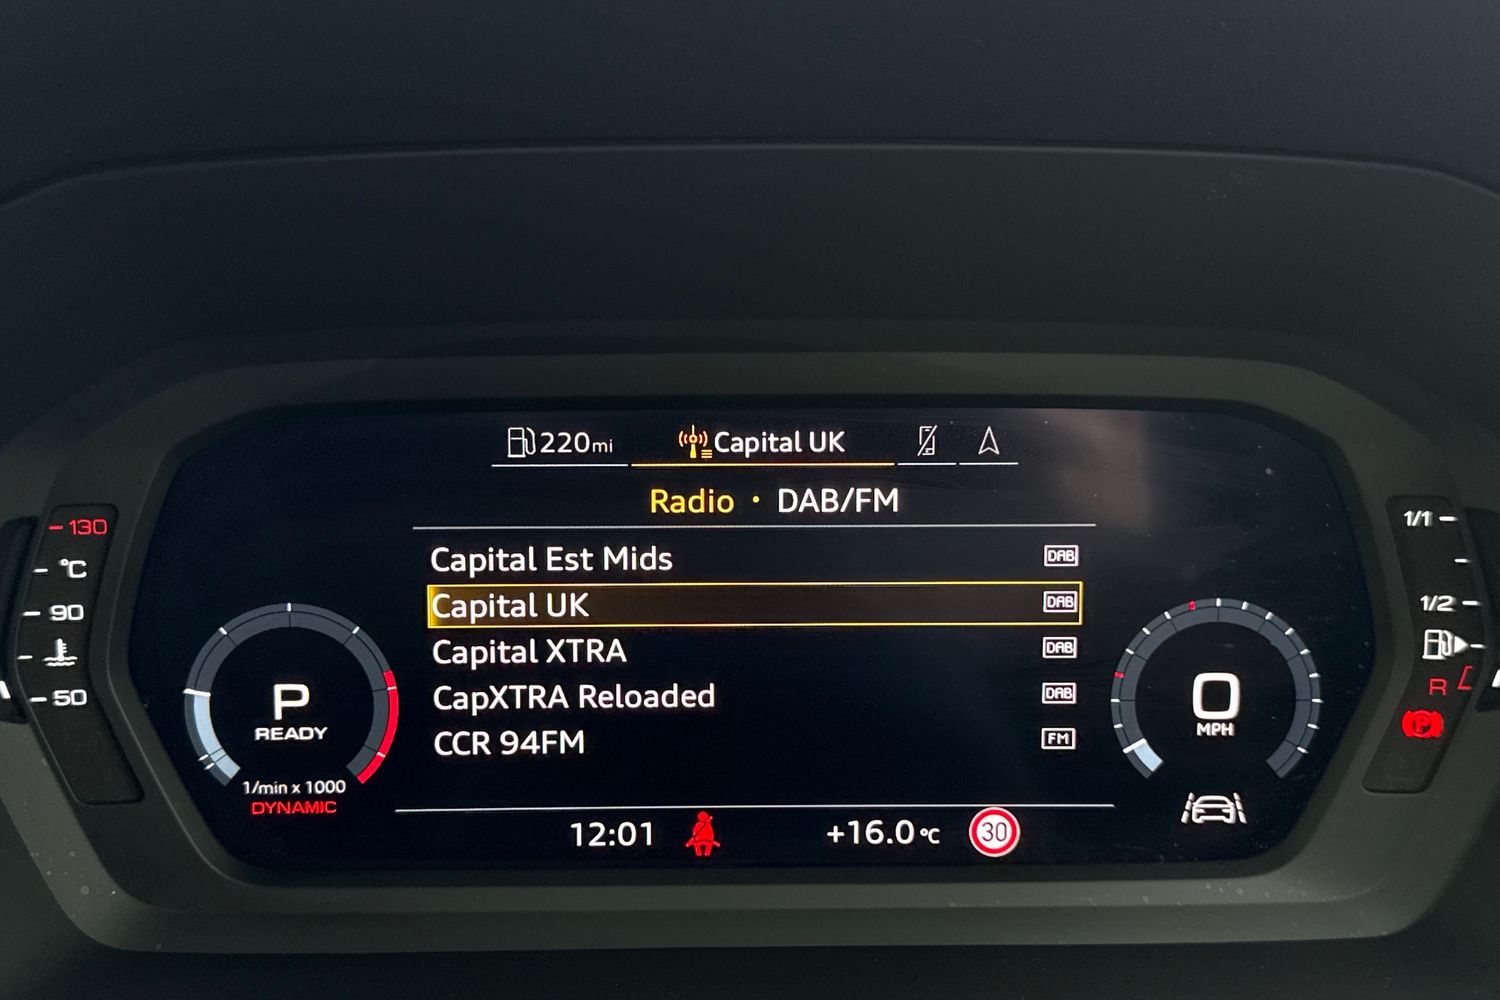 220mi
Capital UK
Radio • DAB/FM
Capital Est Mids DAB
Capital UK DAB
Capital XTRA DAB
CapXTRA Reloaded DAB
CCR 94FM FM
130
°C
90
50
P
READY
1/min x 1000
DYNAMIC
0
MPH
1/1
1/2
R
P
12:01
+16.0°C
30